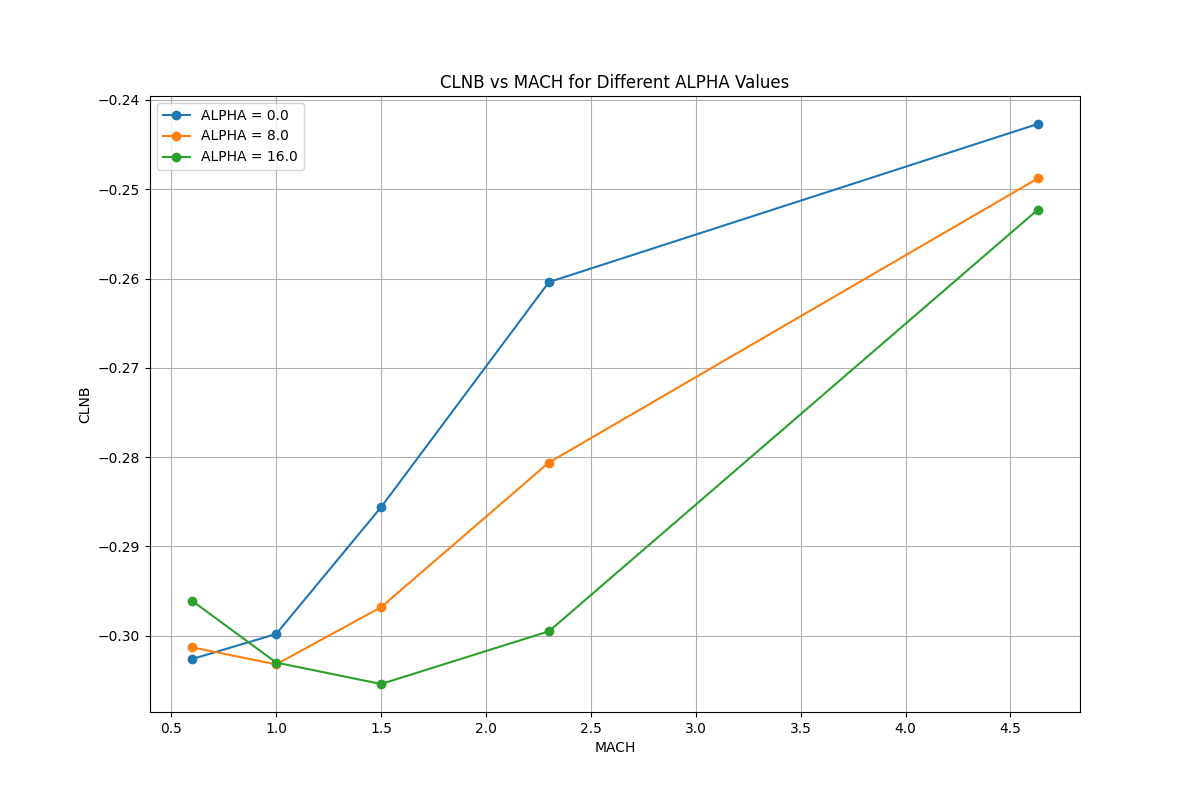 CLNB vs MACH for Different ALPHA Values
ALPHA = 0.0
ALPHA = 8.0
ALPHA = 16.0
−0.24
−0.25
−0.26
−0.27
−0.28
−0.29
−0.30
CLNB
0.5 1.0 1.5 2.0 2.5 3.0 3.5 4.0 4.5
MACH